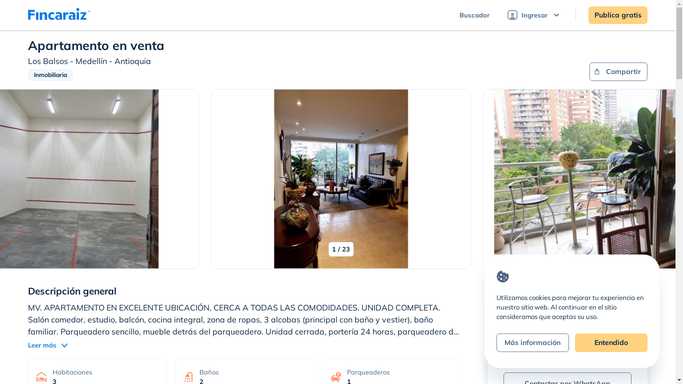 Fincaraiz
Buscador
Ingresar
Publica gratis
Apartamento en venta
Los Balsos - Medellín - Antioquia
Inmobiliaria
Compartir
1 / 23
Descripción general
MV. APARTAMENTO EN EXCELENTE UBICACIÓN, CERCA A TODAS LAS COMODIDADES. UNIDAD COMPLETA.
Salón comedor, estudio, balcón, cocina integral, zona de ropas, 3 alcobas (principal con baño y vestier), baño
familiar. Parqueadero sencillo, mueble detrás del parqueadero. Unidad cerrada, portería 24 horas, parqueadero d...
Leer más
Habitaciones
3
Baños
2
Parqueaderos
1
Utilizamos cookies para mejorar tu experiencia en
nuestro sitio web. Al continuar en el sitio
consideramos que aceptas su uso.
Más información
Entendido
Contactar por WhatsApp